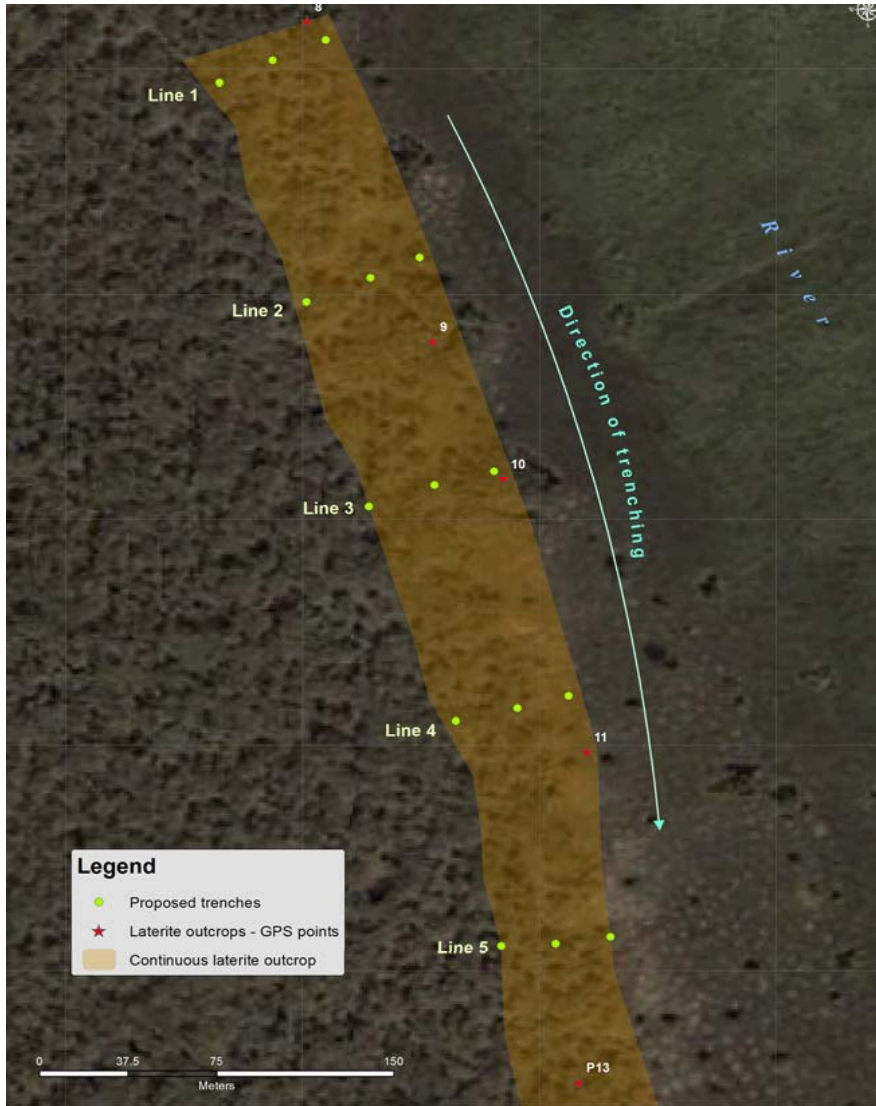 8
Line 1
River
Line 2
9
Direction of trenching
10
Line 3
Line 4
11
Legend
Proposed trenches
Laterite outcrops - GPS points
Continuous laterite outcrop
Line 5
0 37.5 75 150
Meters
P13